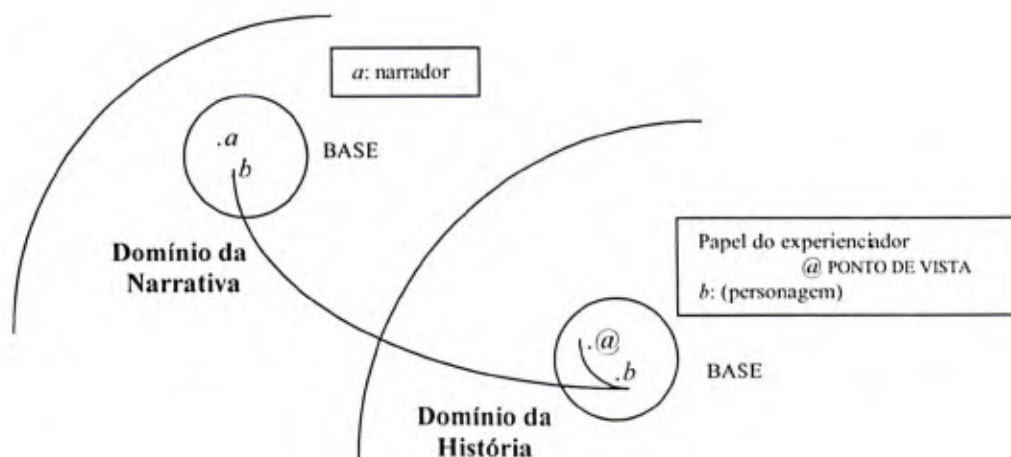 a: narrador
.a
b
BASE
Domínio da
Narrativa
Papel do experienciador
@ PONTO DE VISTA
b: (personagem)
.@
.b
BASE
Domínio da
História